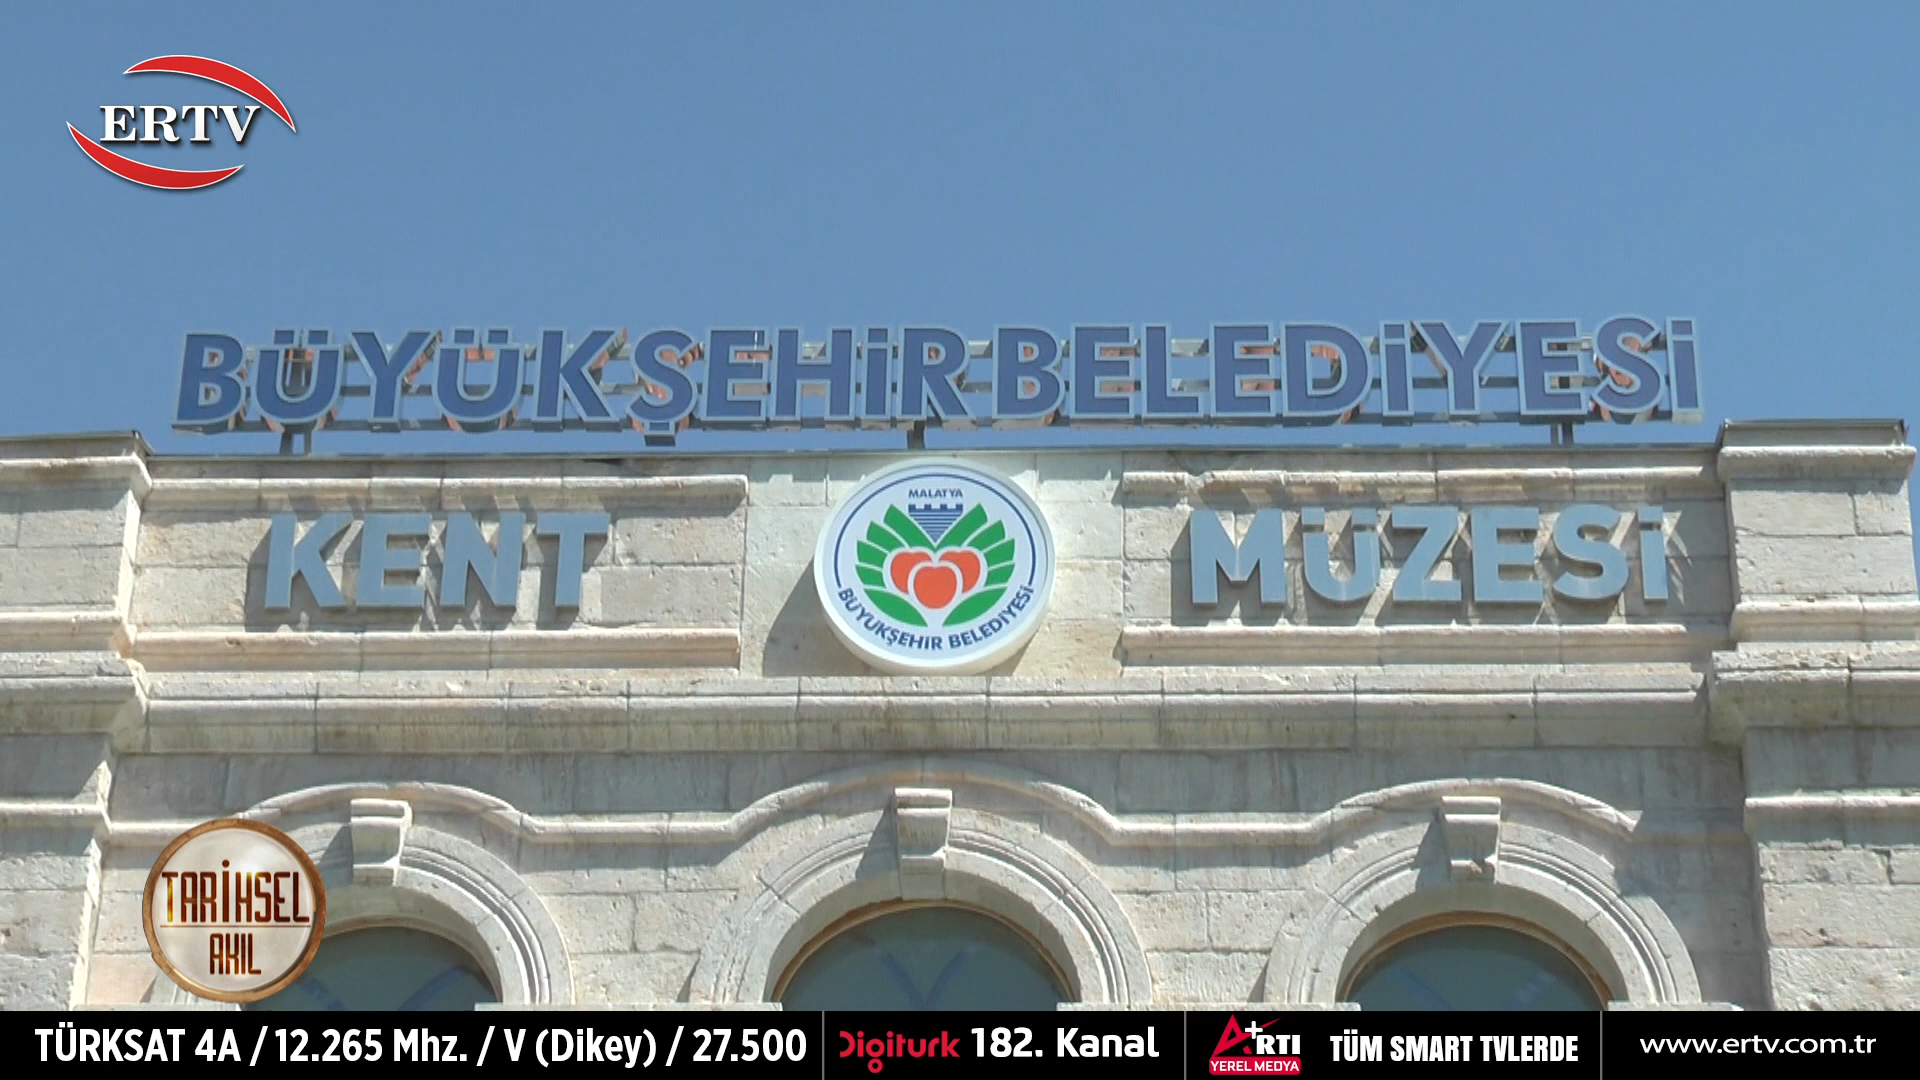 ERTV
BÜYÜKŞEHİR BELEDİYESİ
KENT MÜZESİ
MALATYA
BÜYÜKŞEHİR BELEDİYESİ
TARİHSEL
AKIL
TÜRKSAT 4A / 12.265 Mhz. / V (Dikey) / 27.500
Digiturk 182. Kanal
A+RTI
YEREL MEDYA
TÜM SMART TVLERDE
www.ertv.com.tr